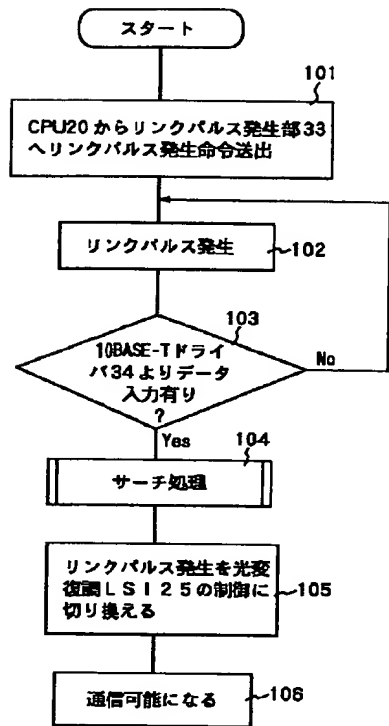 スタート
101
CPU20からリンクパルス発生部33
へリンクパルス発生命令送出
リンクパルス発生
102
103
10BASE-Tドライ
バ34よりデータ
入力有り
?
No
Yes
104
サーチ処理
リンクパルス発生を光変
復調LSI25の制御に
切り換える
105
通信可能になる
106